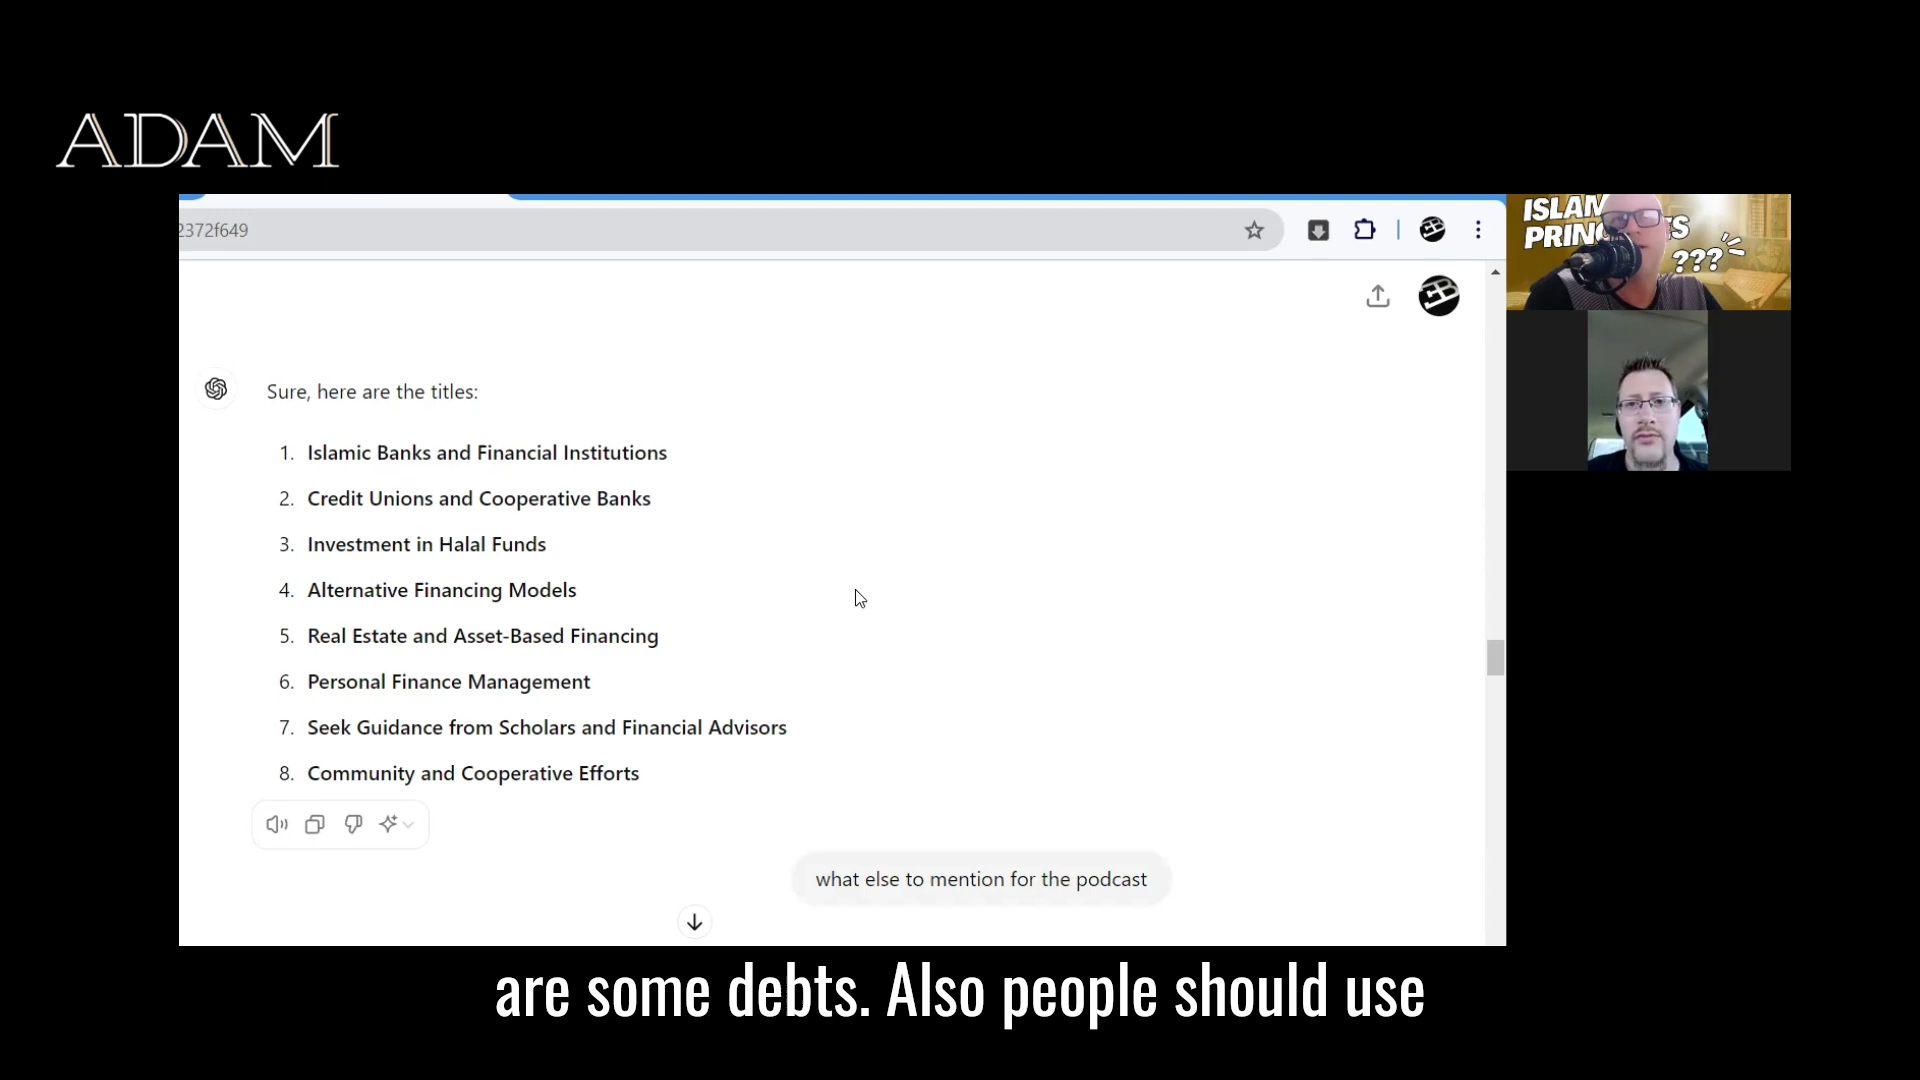 ADAM
2372f649
ISLAM
PRIN ES
???
Sure, here are the titles:
1. Islamic Banks and Financial Institutions
2. Credit Unions and Cooperative Banks
3. Investment in Halal Funds
4. Alternative Financing Models
5. Real Estate and Asset-Based Financing
6. Personal Finance Management
7. Seek Guidance from Scholars and Financial Advisors
8. Community and Cooperative Efforts
what else to mention for the podcast
are some debts. Also people should use